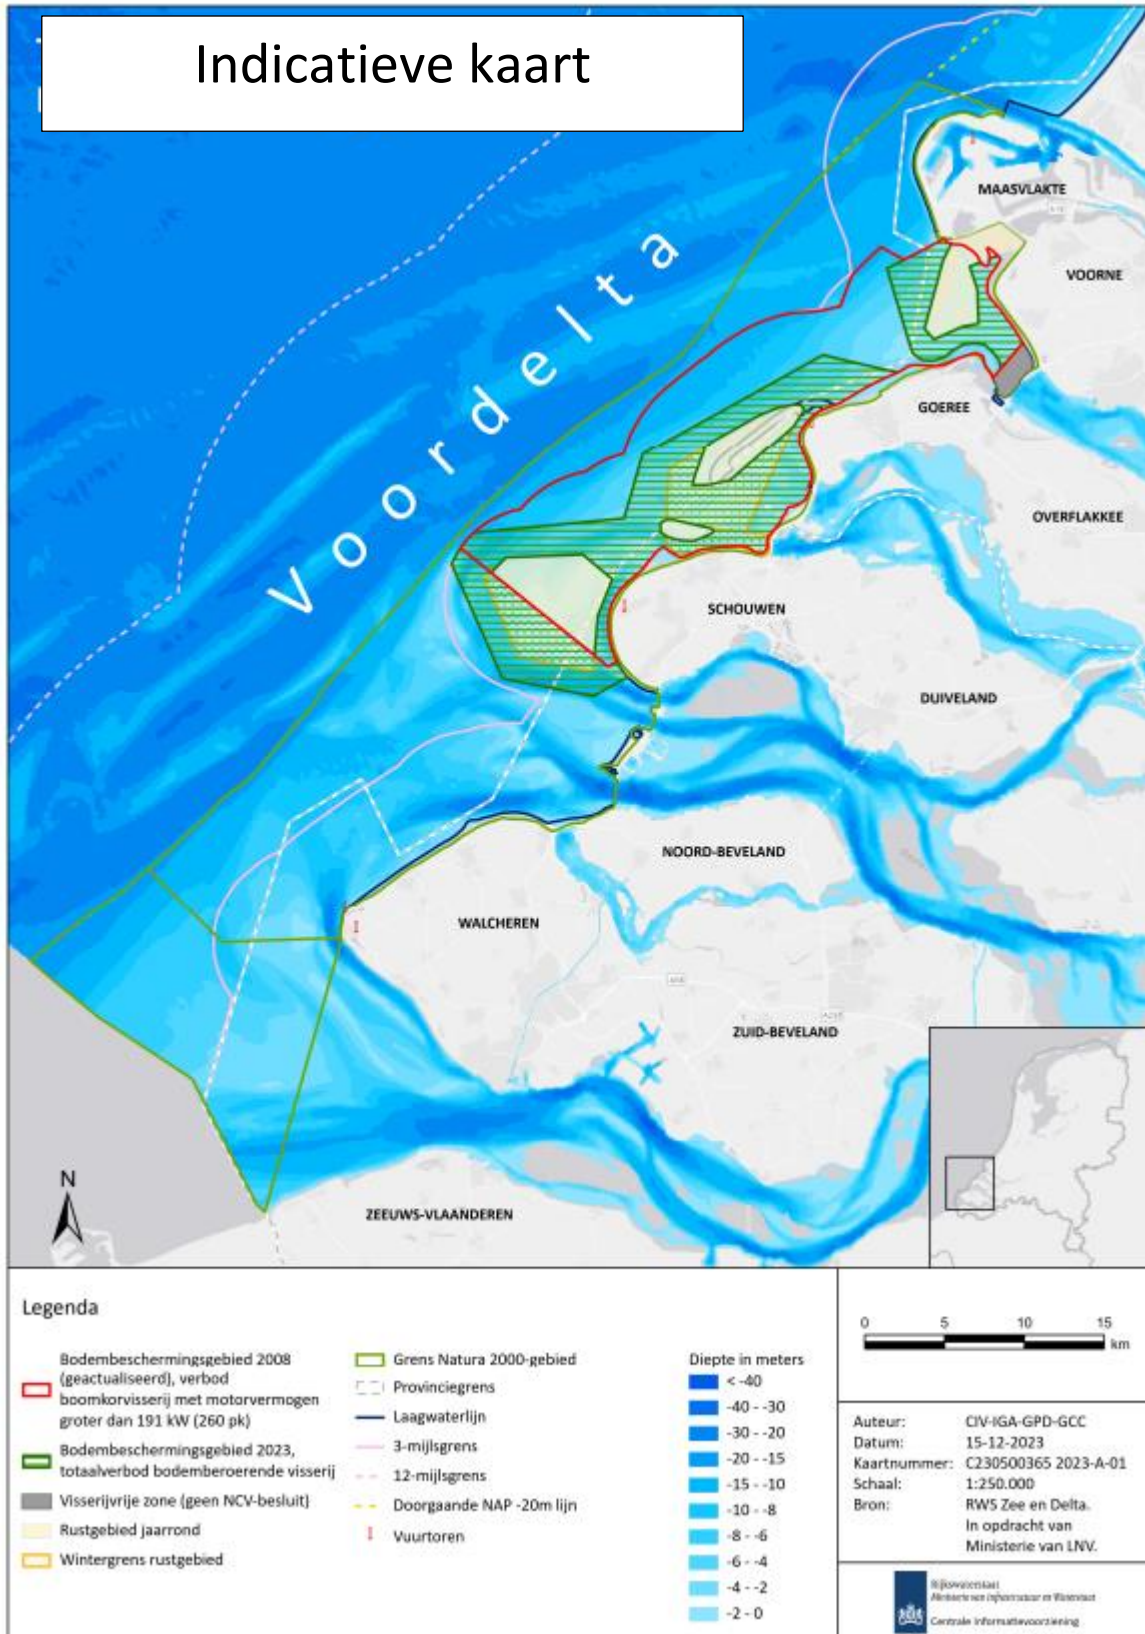 Indicatieve kaart
Voordelta
MAASVLAKTE
VOORNE
GOEREE
OVERFLAKKEE
SCHOUWEN
DUIVELAND
NOORD-BEVELAND
WALCHEREN
ZUID-BEVELAND
ZEEUWS-VLAANDEREN
N
Legenda
Bodembeschermingsgebied 2008
(geactualiseerd), verbod
boomkorvisserij met motorvermogen
groter dan 191 kW (260 pk)
Bodembeschermingsgebied 2023,
totaalverbod bodemberoerende visserij
Visserijvrije zone (geen NCV-besluit)
Rustgebied jaarrond
Wintergrens rustgebied
Grens Natura 2000-gebied
Provinciegrens
Laagwaterlijn
3-mijlsgrens
12-mijlsgrens
Doorgaande NAP -20m lijn
Vuurtoren
Diepte in meters
< -40
-40 - -30
-30 - -20
-20 - -15
-15 - -10
-10 - -8
-8 - -6
-6 - -4
-4 - -2
-2 - 0
0 5 10 15
km
Auteur: CIV-IGA-GPD-GCC
Datum: 15-12-2023
Kaartnummer: C230500365 2023-A-01
Schaal: 1:250.000
Bron: RWS Zee en Delta.
In opdracht van
Ministerie van LNV.
Rijkswaterstaat
Ministerie van Infrastructuur en Waterstaat
Centrale Informatievoorziening